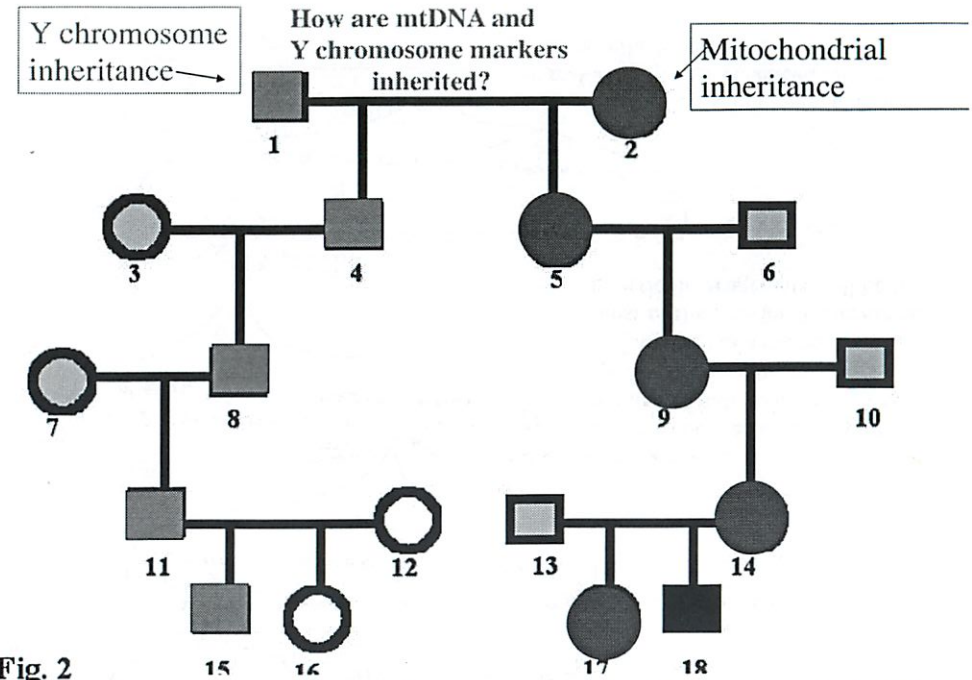 Y chromosome
inheritance
How are mtDNA and
Y chromosome markers
inherited?
Mitochondrial
inheritance
1
2
3
4
5
6
7
8
9
10
11
12
13
14
15
16
17
18
Fig. 2